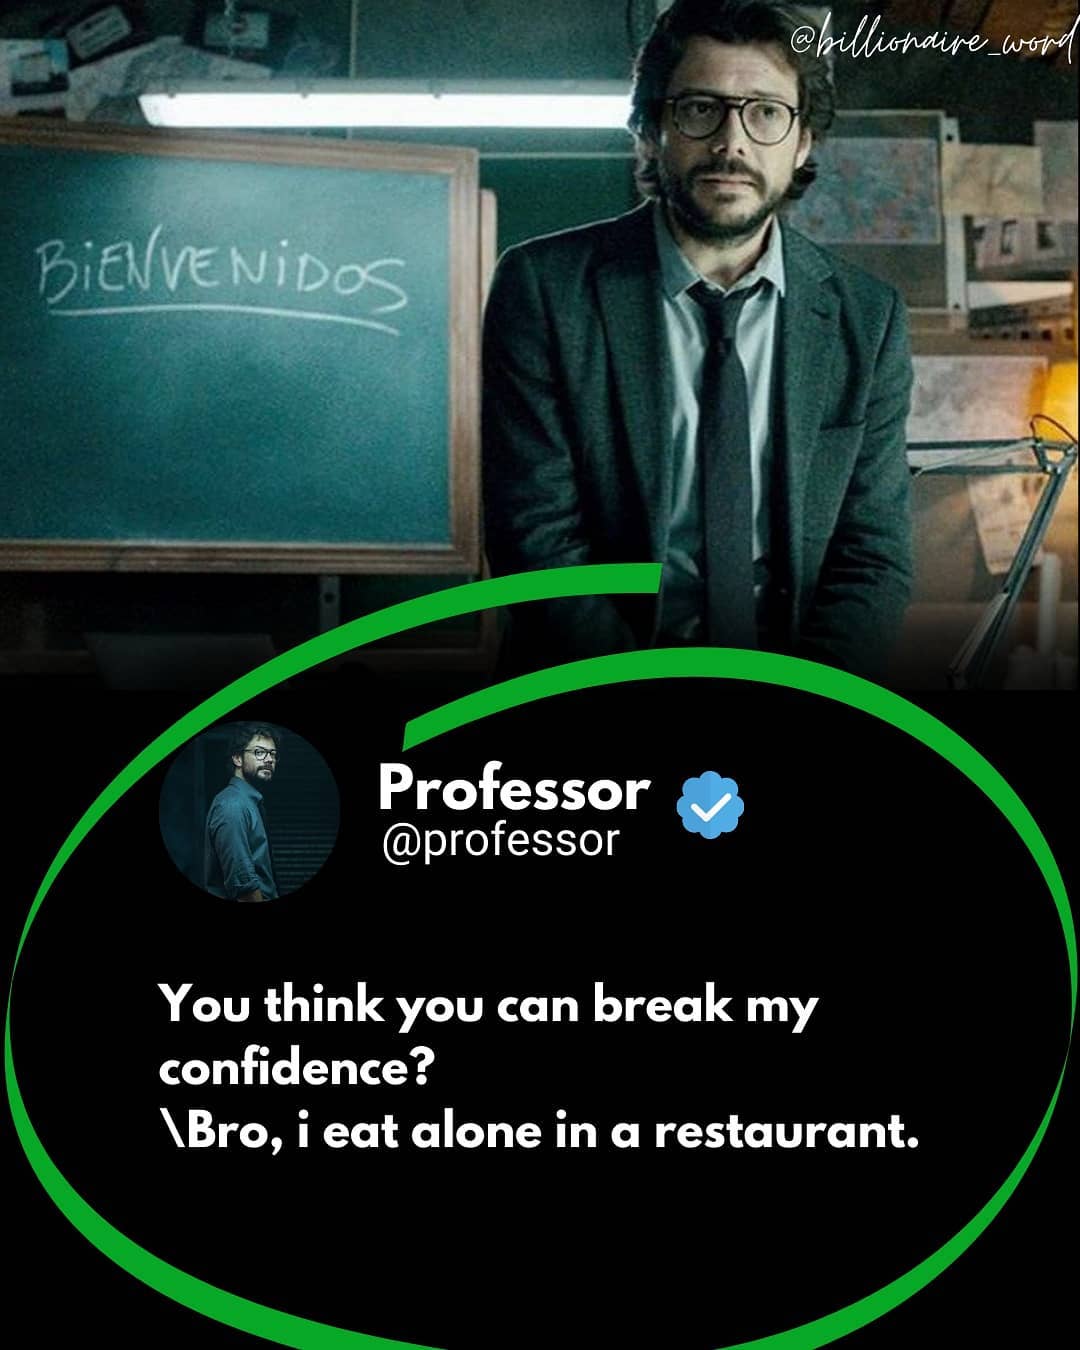 @billionaire_word
BiENVENiDOS
Professor
@professor
You think you can break my
confidence?
\Bro, i eat alone in a restaurant.